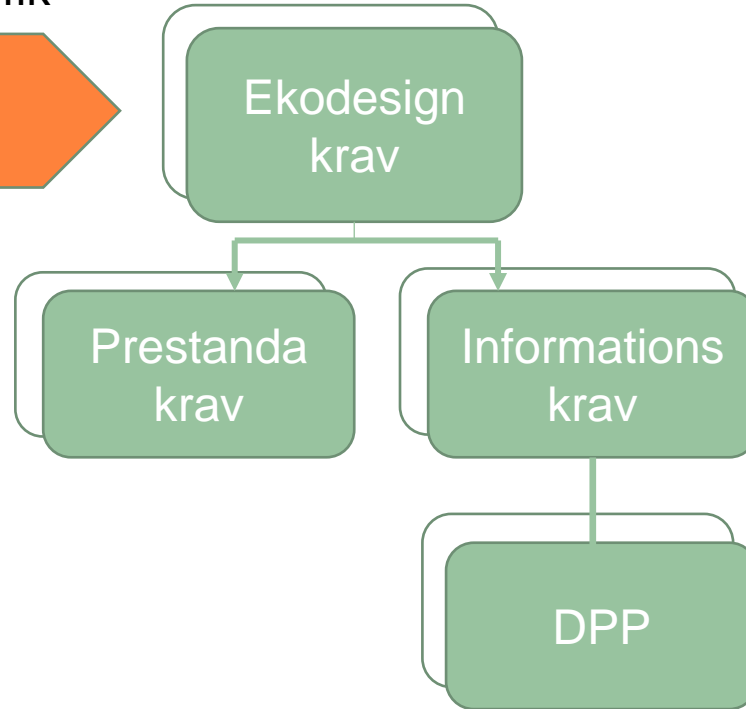 Ekodesign
krav
Prestanda
krav
Informations
krav
DPP